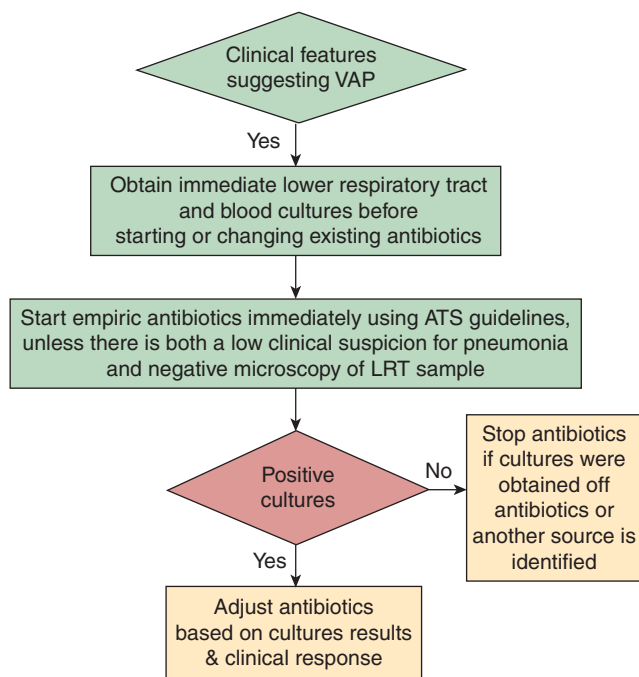 Clinical features
suggesting VAP
Yes
Obtain immediate lower respiratory tract
and blood cultures before
starting or changing existing antibiotics
Start empiric antibiotics immediately using ATS guidelines,
unless there is both a low clinical suspicion for pneumonia
and negative microscopy of LRT sample
Positive
cultures
No
Stop antibiotics
if cultures were
obtained off
antibiotics or
another source is
identified
Yes
Adjust antibiotics
based on cultures results
& clinical response